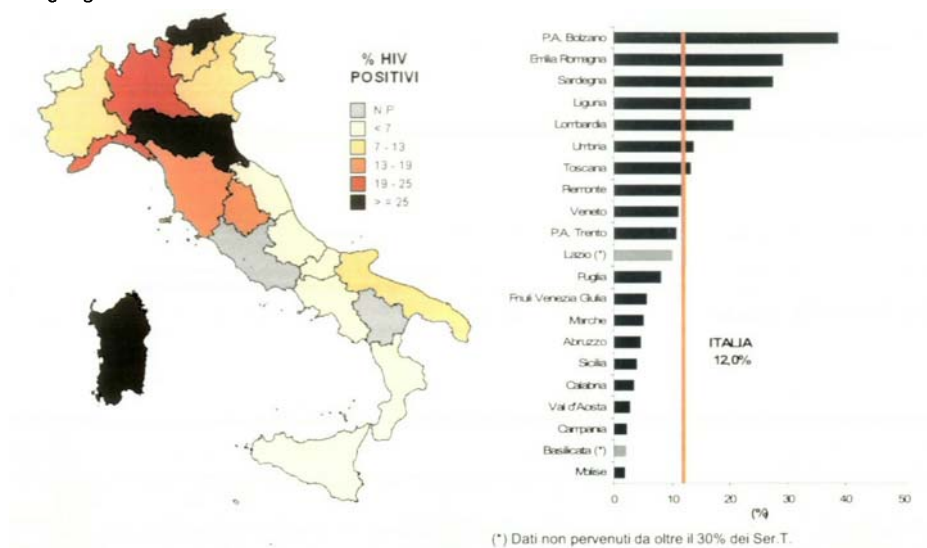 % HIV
POSITIVI
N.P
< 7
7 - 13
13 - 19
19 - 25
> = 25
P.A. Bolzano
Emilia Romagna
Sardegna
Liguria
Lombardia
Umbria
Toscana
Piemonte
Veneto
P.A. Trento
Lazio (*)
Puglia
Friuli Venezia Giulia
Marche
Abruzzo
Sicilia
Calabria
Val d'Aosta
Campania
Basilicata (*)
Molise
ITALIA
12,0%
0 10 20 30 40 50
(%)
(*) Dati non pervenuti da oltre il 30% dei Ser.T.